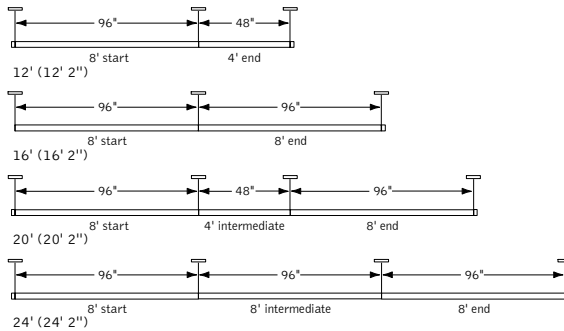 96" 48"
8' start 4' end
12' (12' 2")
96" 96"
8' start 8' end
16' (16' 2")
96" 48" 96"
8' start 4' intermediate 8' end
20' (20' 2")
96" 96" 96"
8' start 8' intermediate 8' end
24' (24' 2")